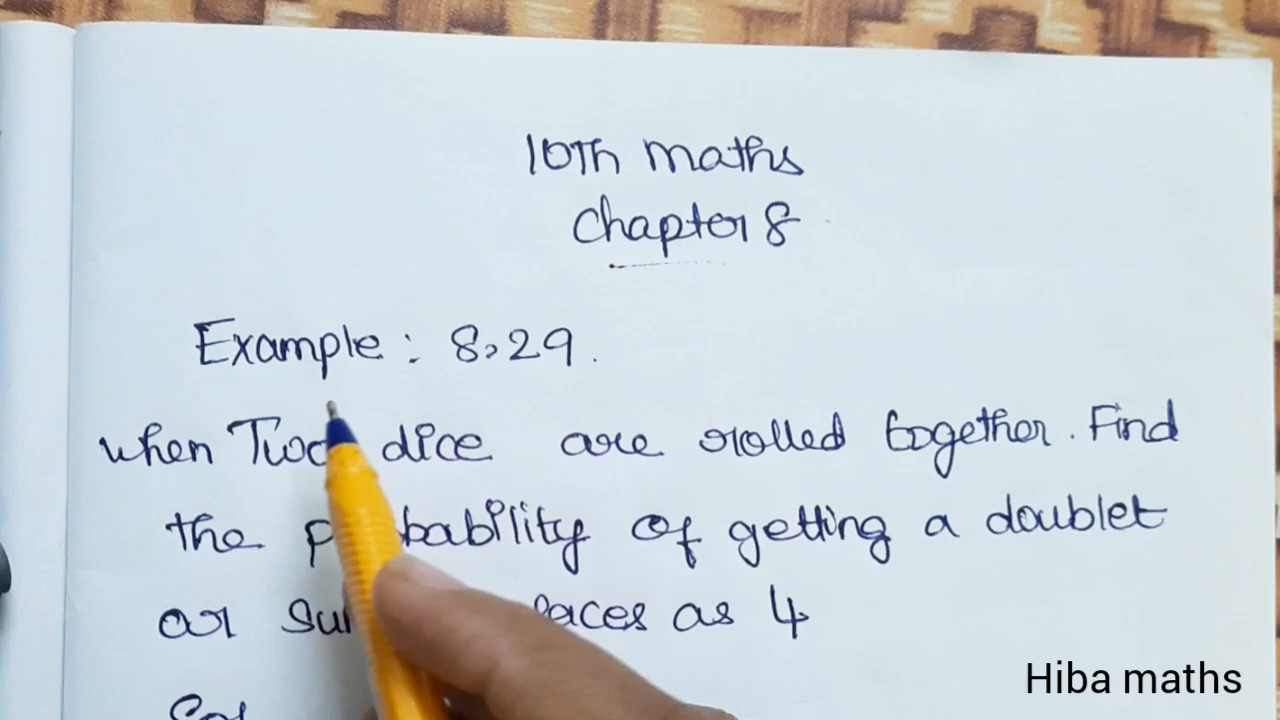 10Th maths
Chapter 8
Example : 8.29.
when Two dice are rolled together. Find
the bability of getting a doublet
or faces as 4
Sol
Hiba maths